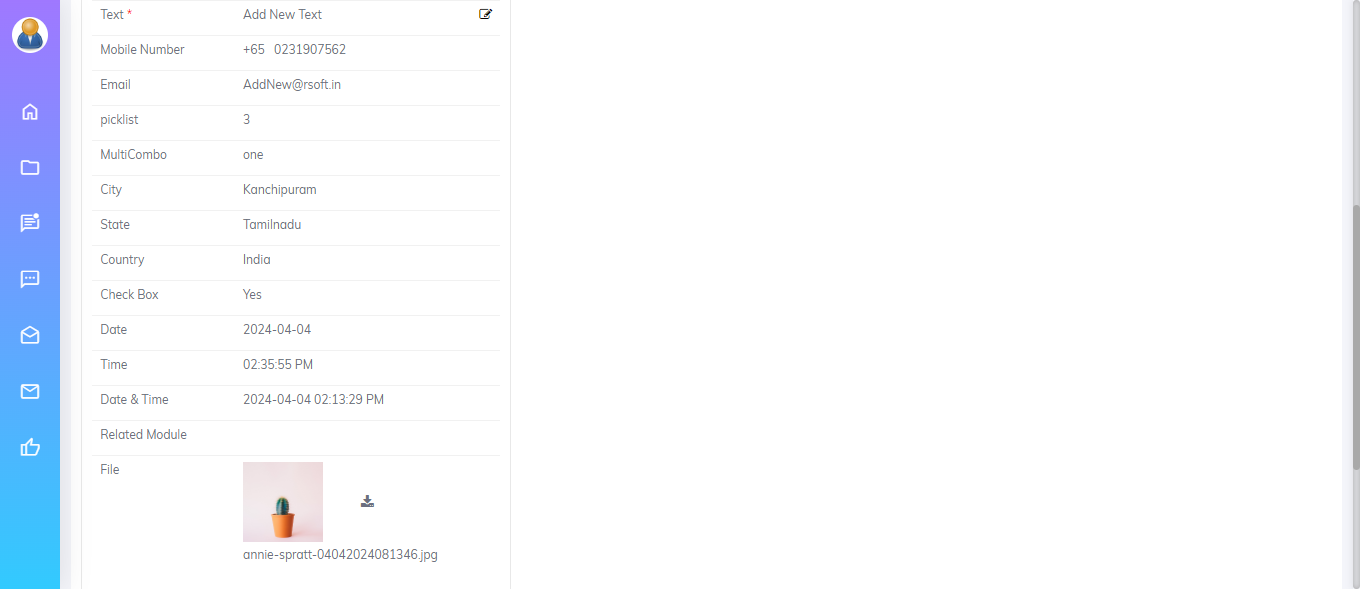 Text * Add New Text
Mobile Number +65 0231907562
Email AddNew@rsoft.in
picklist 3
MultiCombo one
City Kanchipuram
State Tamilnadu
Country India
Check Box Yes
Date 2024-04-04
Time 02:35:55 PM
Date & Time 2024-04-04 02:13:29 PM
Related Module
File
annie-spratt-04042024081346.jpg